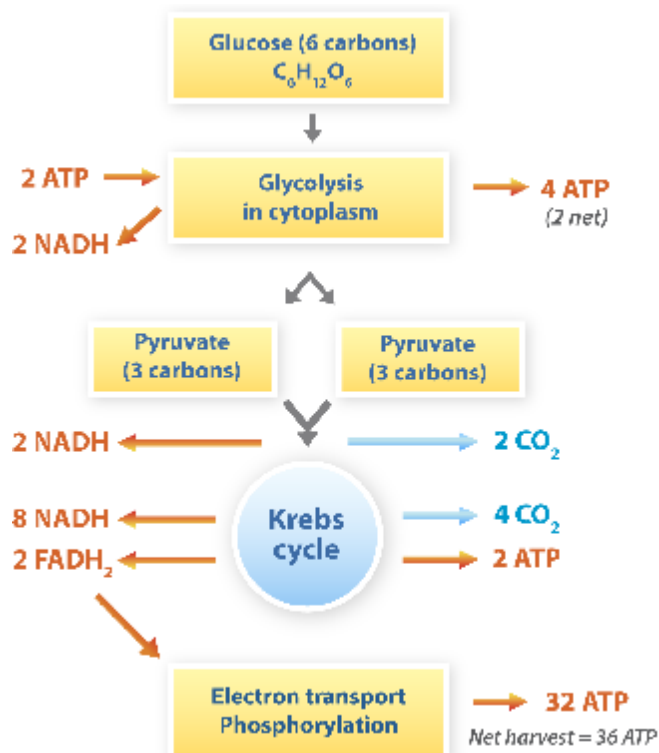 Glucose (6 carbons)
C₆H₁₂O₆
2 ATP
Glycolysis
in cytoplasm
4 ATP
(2 net)
2 NADH
Pyruvate
(3 carbons)
Pyruvate
(3 carbons)
2 NADH
2 CO₂
Krebs
cycle
8 NADH
4 CO₂
2 FADH₂
2 ATP
Electron transport
Phosphorylation
32 ATP
Net harvest = 36 ATP